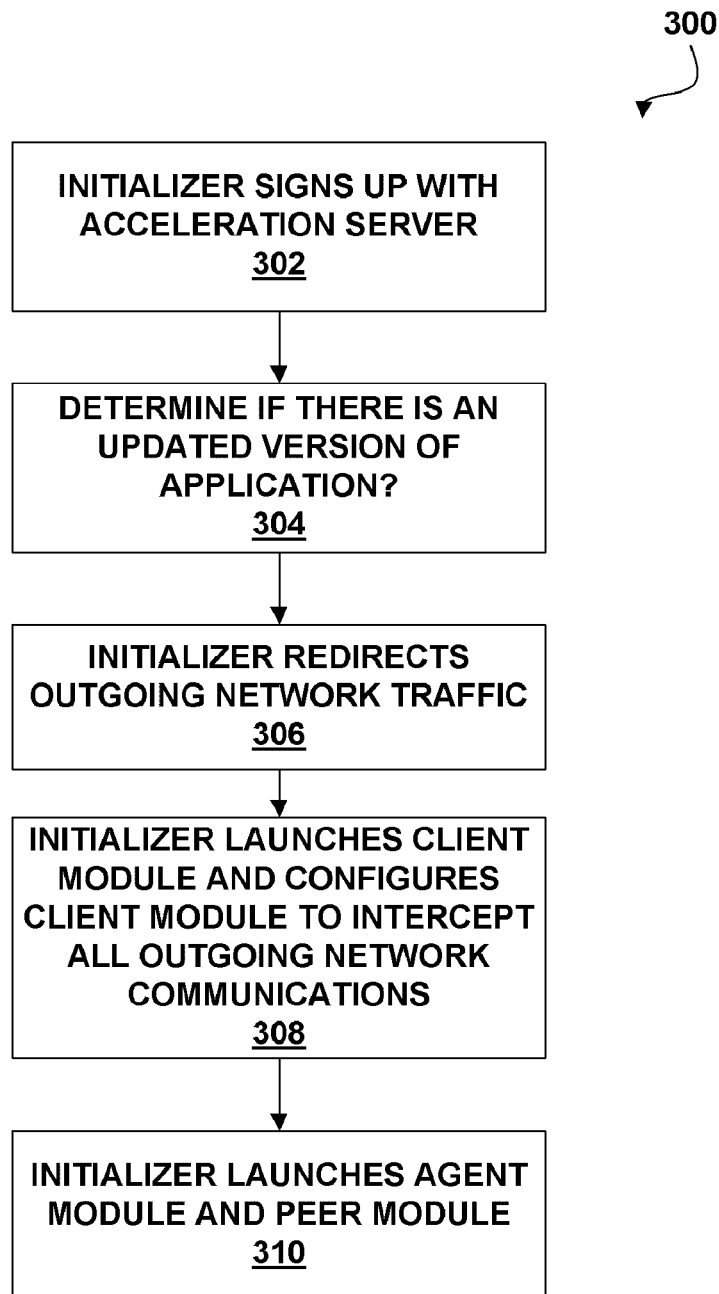 300
INITIALIZER SIGNS UP WITH
ACCELERATION SERVER
302
DETERMINE IF THERE IS AN
UPDATED VERSION OF
APPLICATION?
304
INITIALIZER REDIRECTS
OUTGOING NETWORK TRAFFIC
306
INITIALIZER LAUNCHES CLIENT
MODULE AND CONFIGURES
CLIENT MODULE TO INTERCEPT
ALL OUTGOING NETWORK
COMMUNICATIONS
308
INITIALIZER LAUNCHES AGENT
MODULE AND PEER MODULE
310